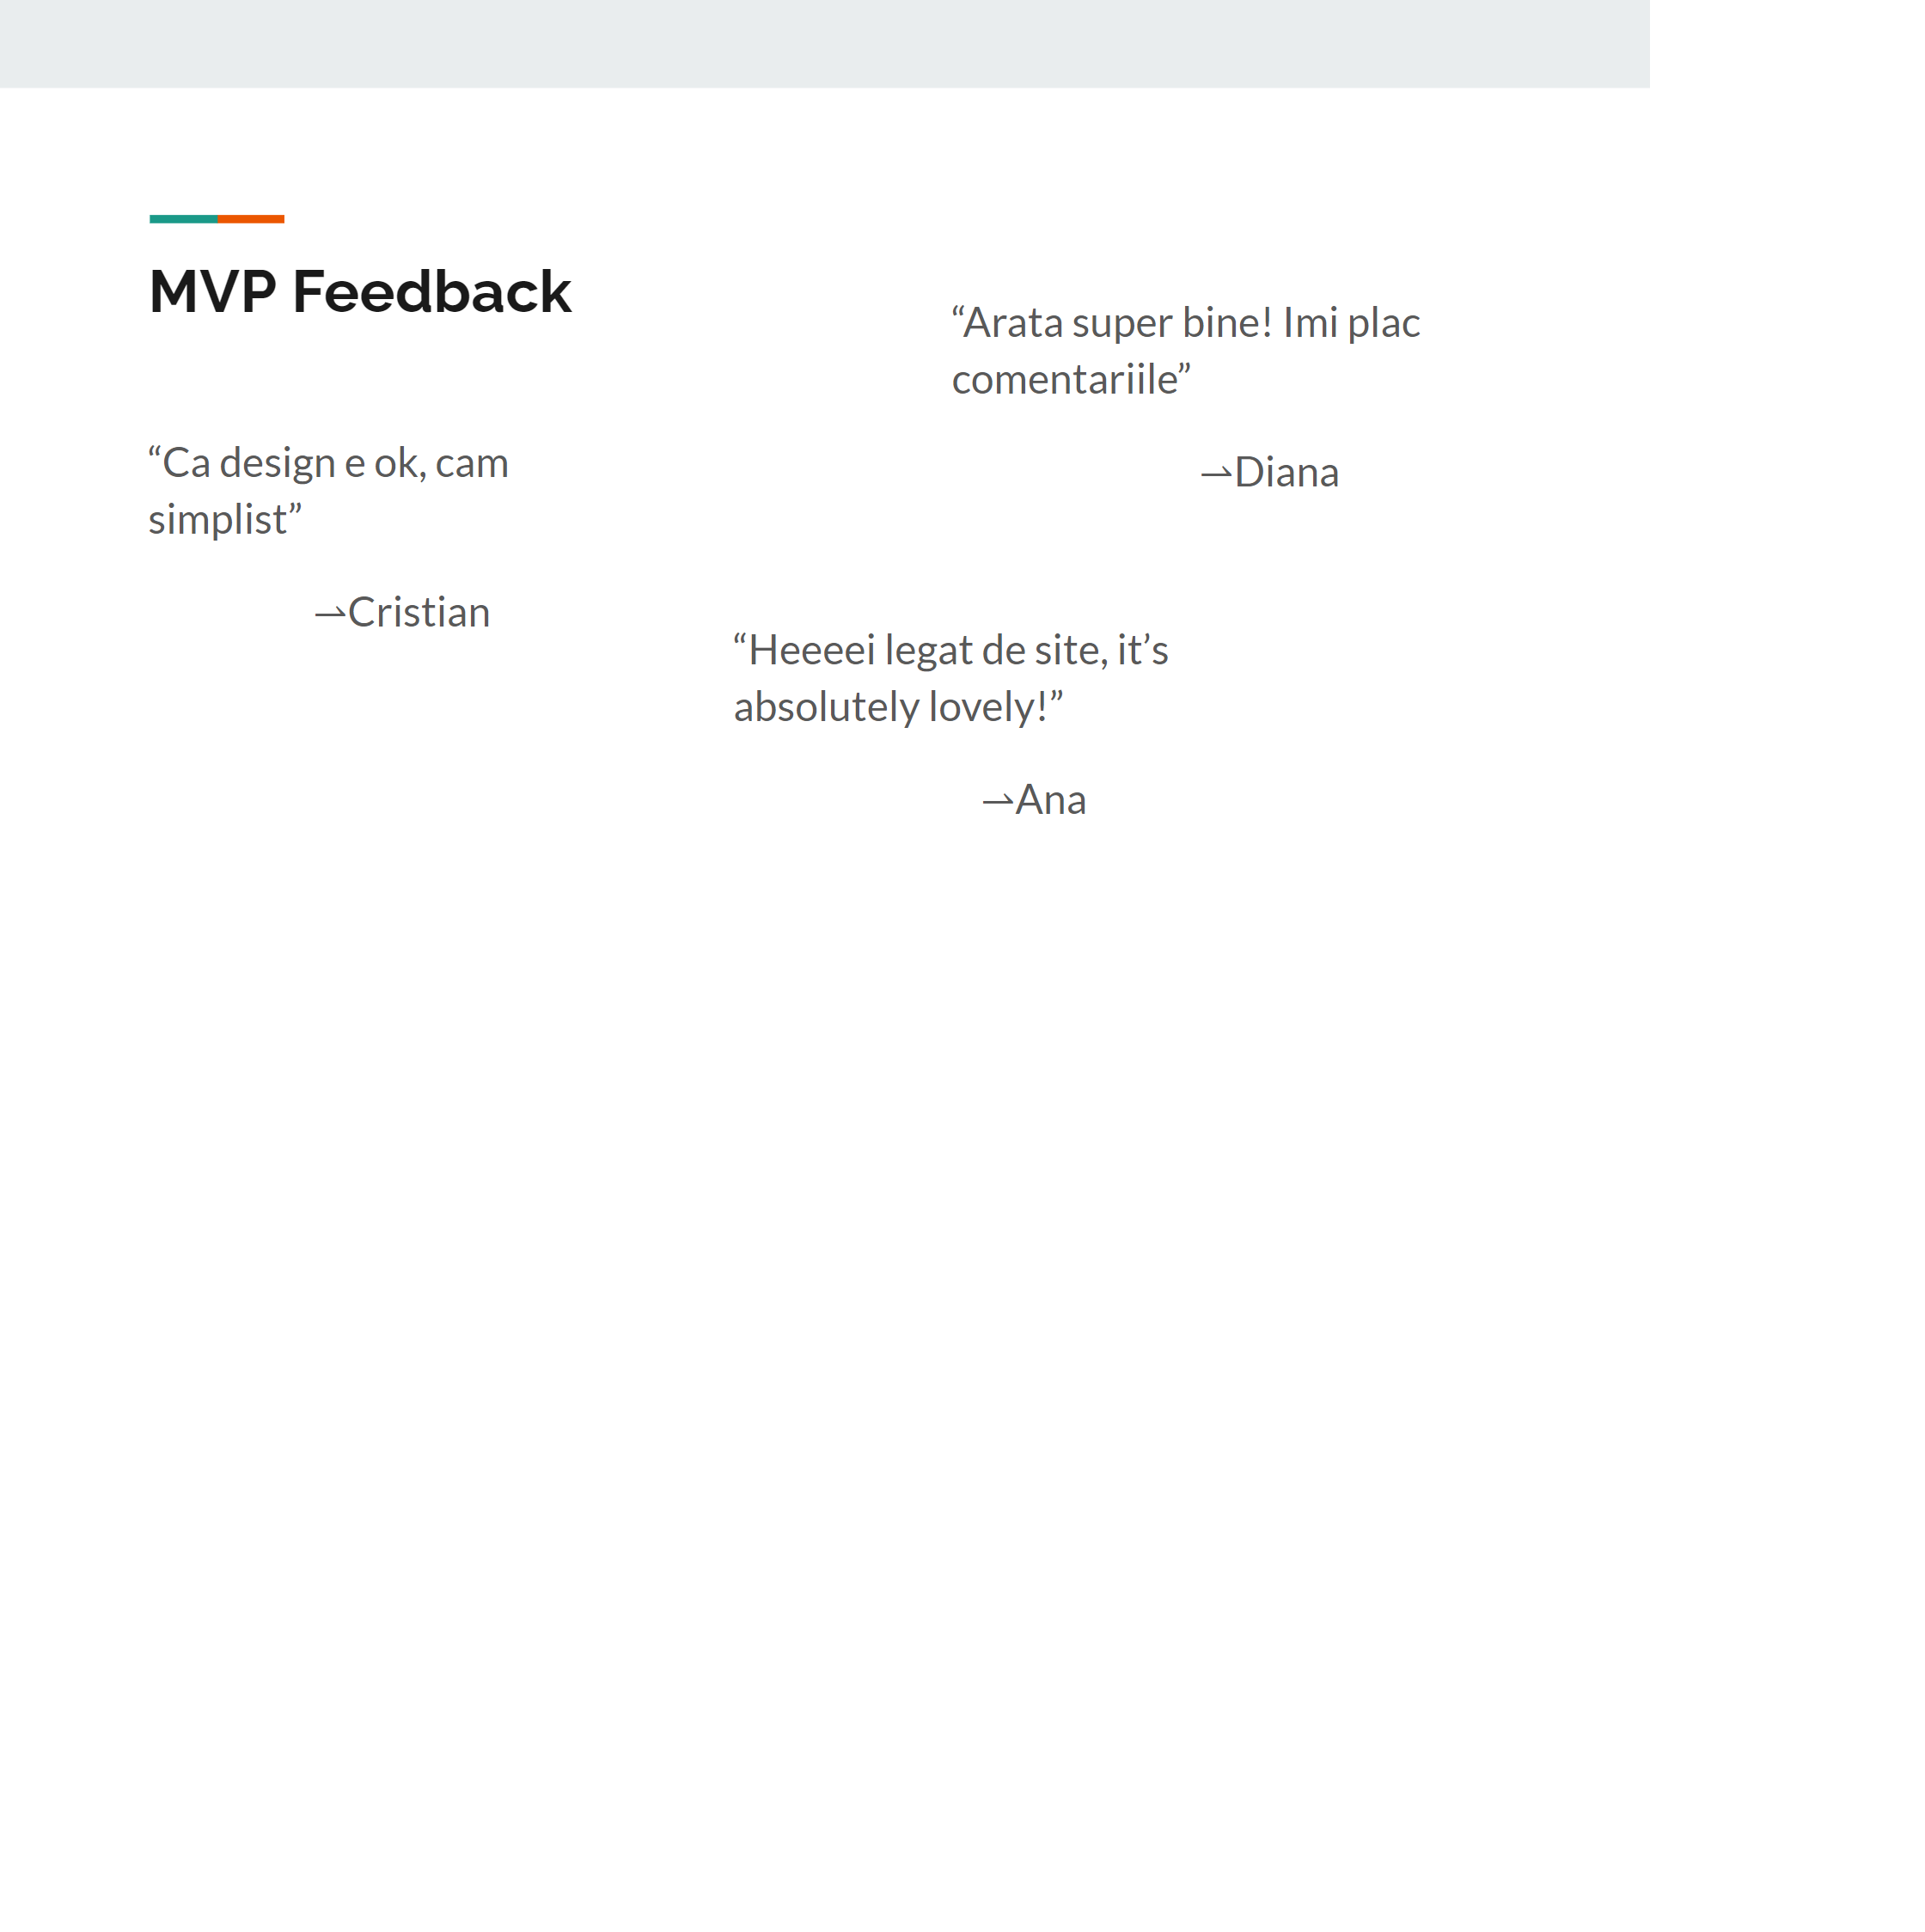 MVP Feedback
“Arata super bine! Imi plac
comentariile”
⇀Diana
“Ca design e ok, cam
simplist”
⇀Cristian
“Heeeei legat de site, it’s
absolutely lovely!”
⇀Ana